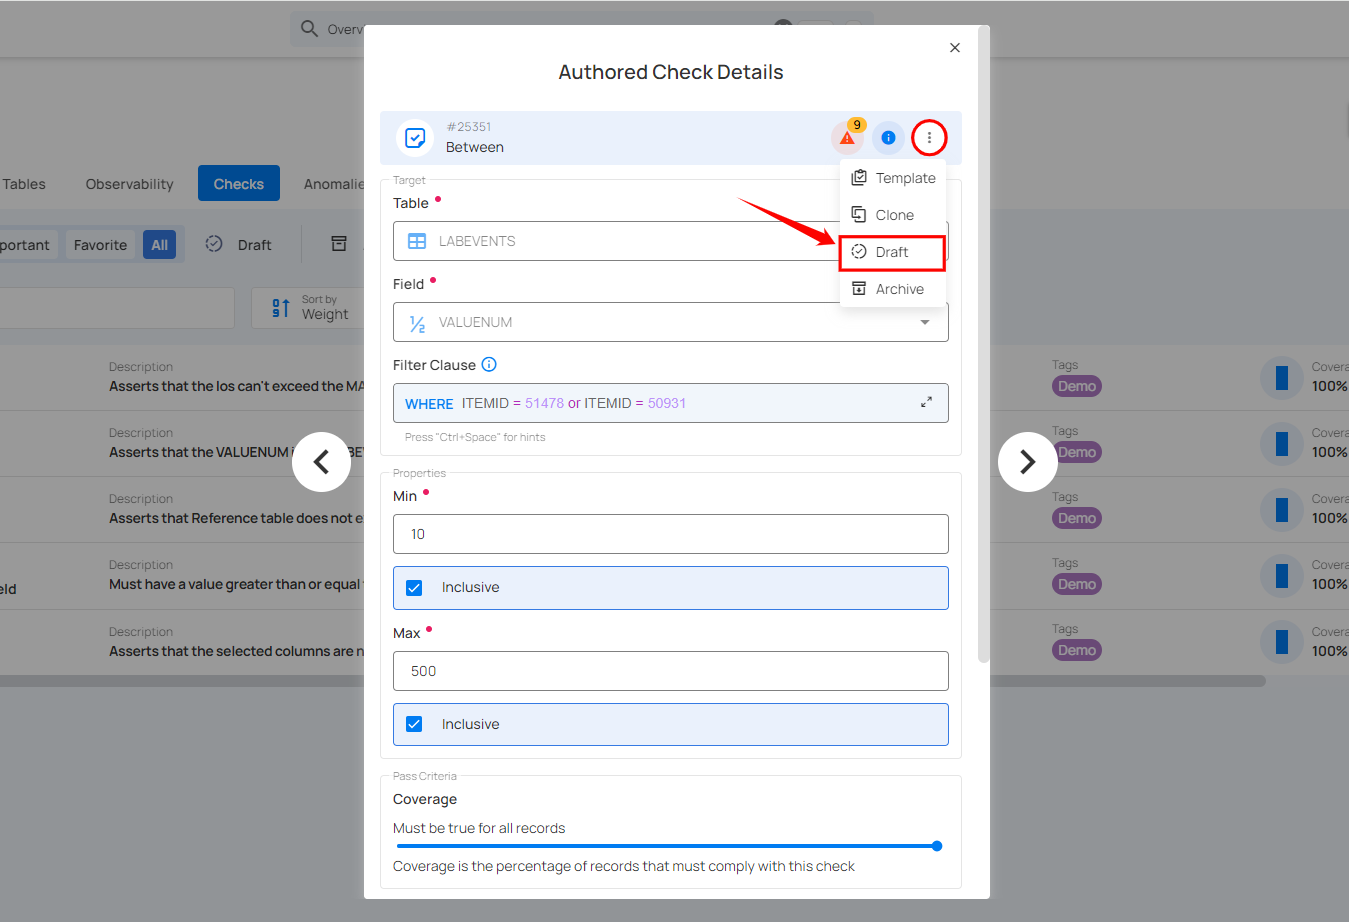 Overv
Authored Check Details
#25351
Between
9
Template
Clone
Draft
Archive
Target
Table
LABEVENTS
Field
VALUENUM
Filter Clause
WHERE ITEMID = 51478 or ITEMID = 50931
Press "Ctrl+Space" for hints
Properties
Min
10
Inclusive
Max
500
Inclusive
Pass Criteria
Coverage
Must be true for all records
Coverage is the percentage of records that must comply with this check
Tables
Observability
Checks
Anomalie
portant
Favorite
All
Draft
Sort by
Weight
Description
Asserts that the los can't exceed the MA
Tags
Demo
Covera
100%
Description
Asserts that the VALUENUM i BE
Tags
Demo
Covera
100%
Description
Asserts that Reference table does not e
Tags
Demo
Covera
100%
eld
Description
Must have a value greater than or equal
Tags
Demo
Covera
100%
Description
Asserts that the selected columns are n
Tags
Demo
Covera
100%